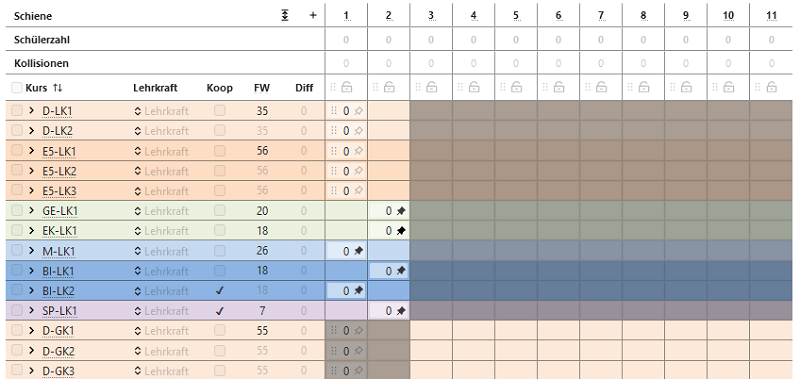 Schiene + 1 2 3 4 5 6 7 8 9 10 11
Schülerzahl 0 0 0 0 0 0 0 0 0 0 0
Kollisionen 0 0 0 0 0 0 0 0 0 0 0
Kurs Lehrkraft Koop FW Diff
D-LK1 Lehrkraft 35 0 0
D-LK2 Lehrkraft 35 0 0
E5-LK1 Lehrkraft 56 0 0
E5-LK2 Lehrkraft 56 0 0
E5-LK3 Lehrkraft 56 0 0
GE-LK1 Lehrkraft 20 0 0
EK-LK1 Lehrkraft 18 0 0
M-LK1 Lehrkraft 26 0 0
BI-LK1 Lehrkraft 18 0 0
BI-LK2 Lehrkraft 18 0 0
SP-LK1 Lehrkraft 7 0 0
D-GK1 Lehrkraft 55 0 0
D-GK2 Lehrkraft 55 0 0
D-GK3 Lehrkraft 55 0 0